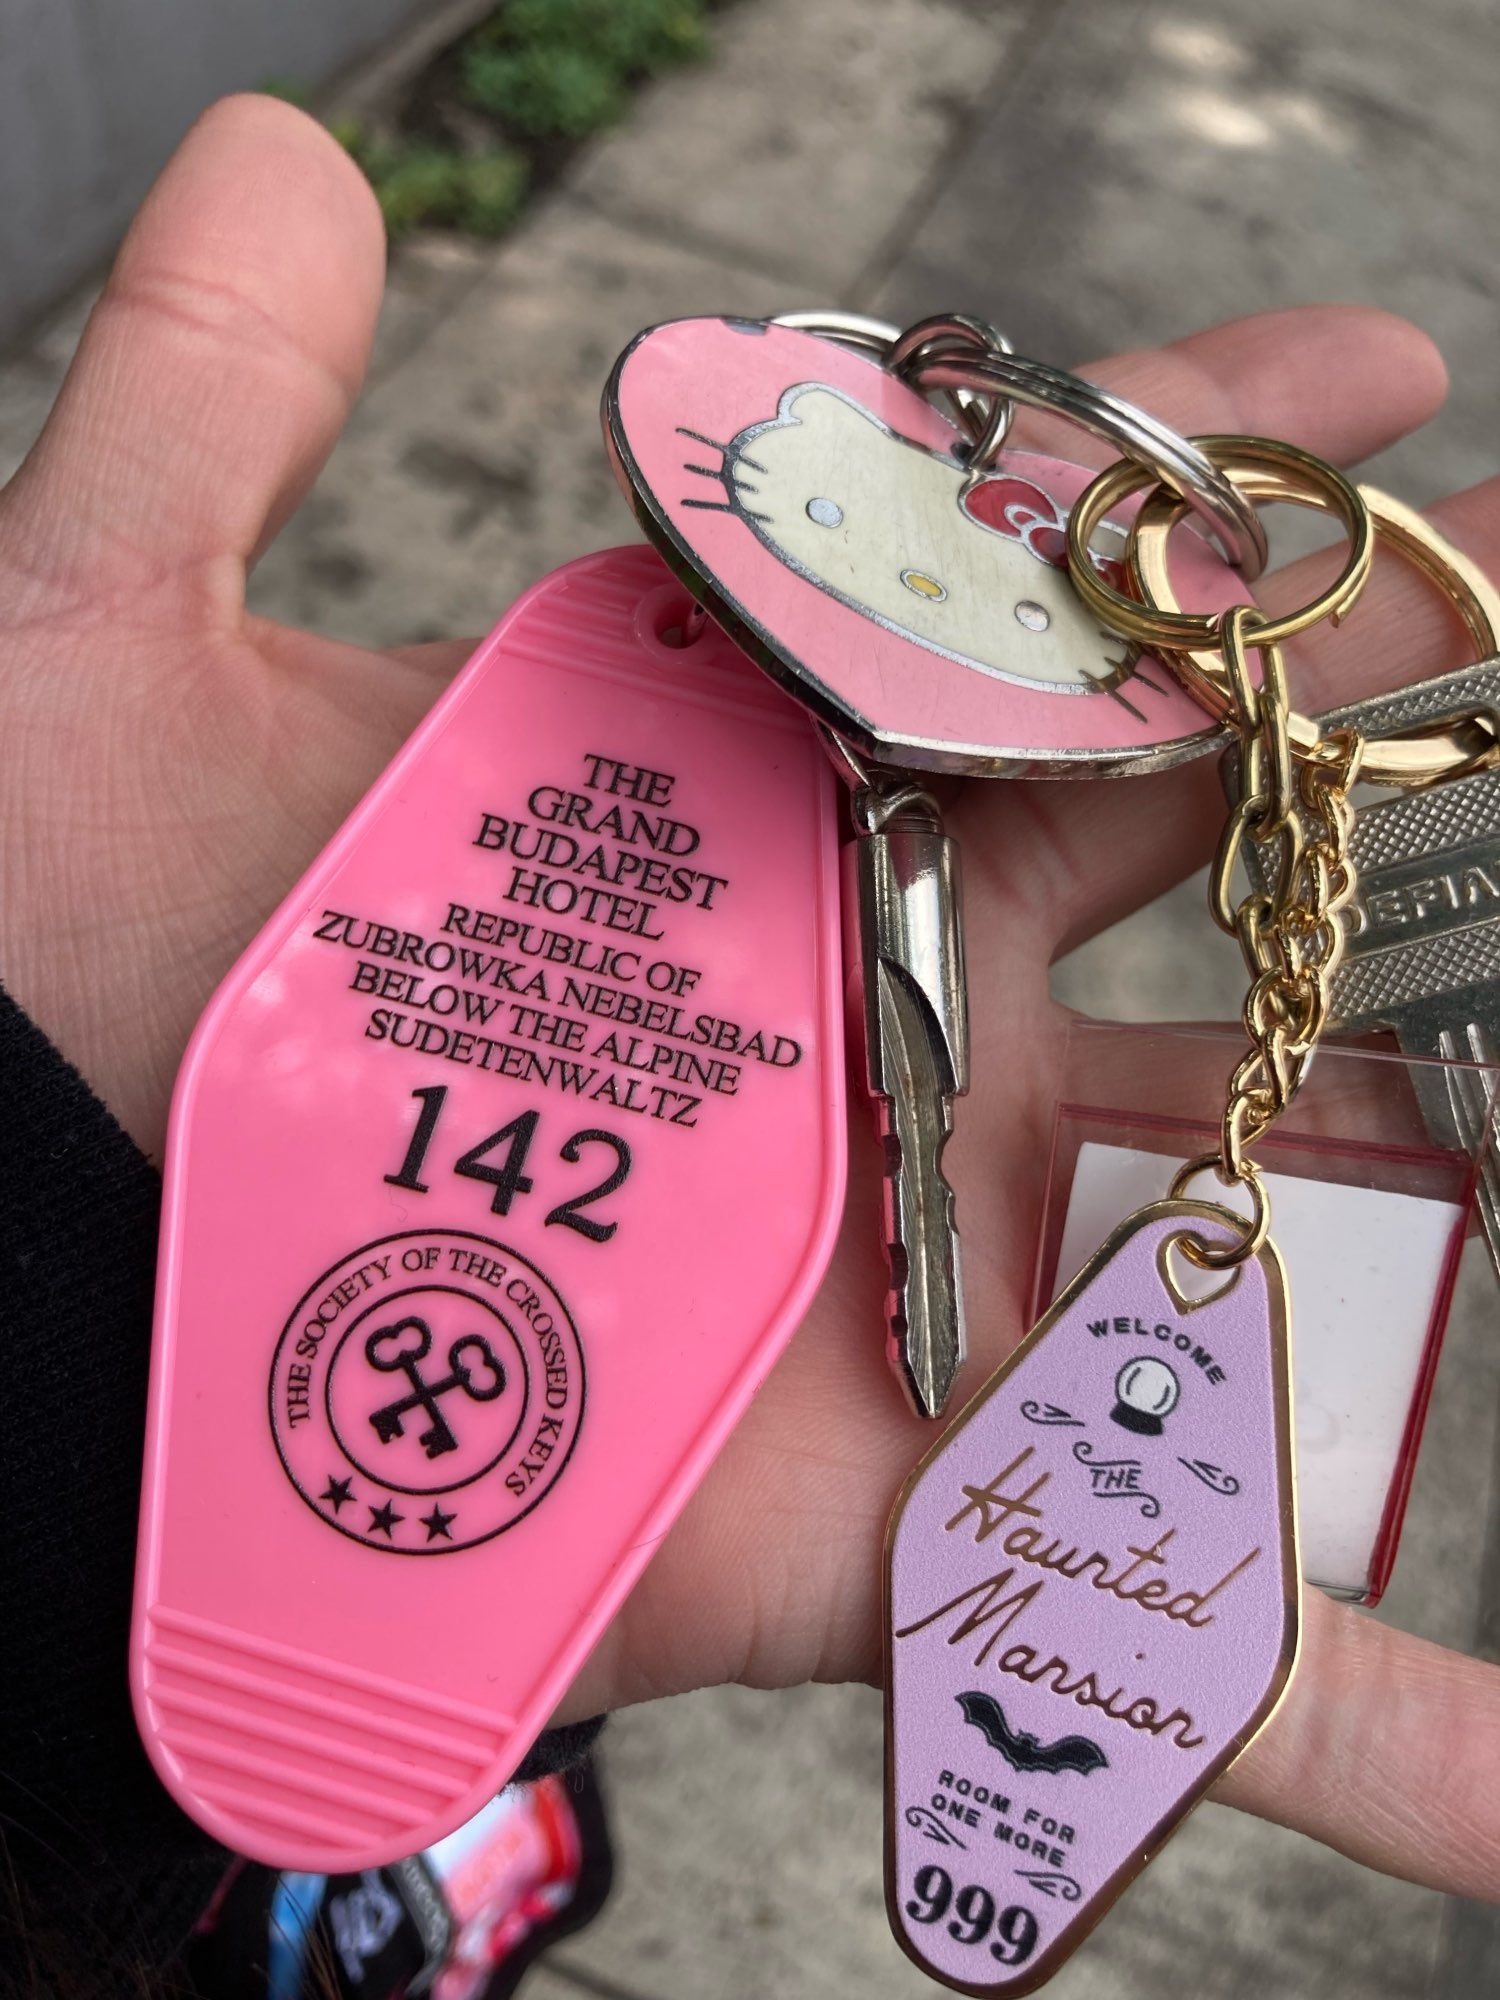 THE
GRAND
BUDAPEST
HOTEL
REPUBLIC OF
ZUBROWKA NEBELSBAD
BELOW THE ALPINE
SUDETENWALTZ
142
THE SOCIETY OF THE CROSSED KEYS
WELCOME
THE
Haunted
Mansion
ROOM FOR
ONE MORE
999